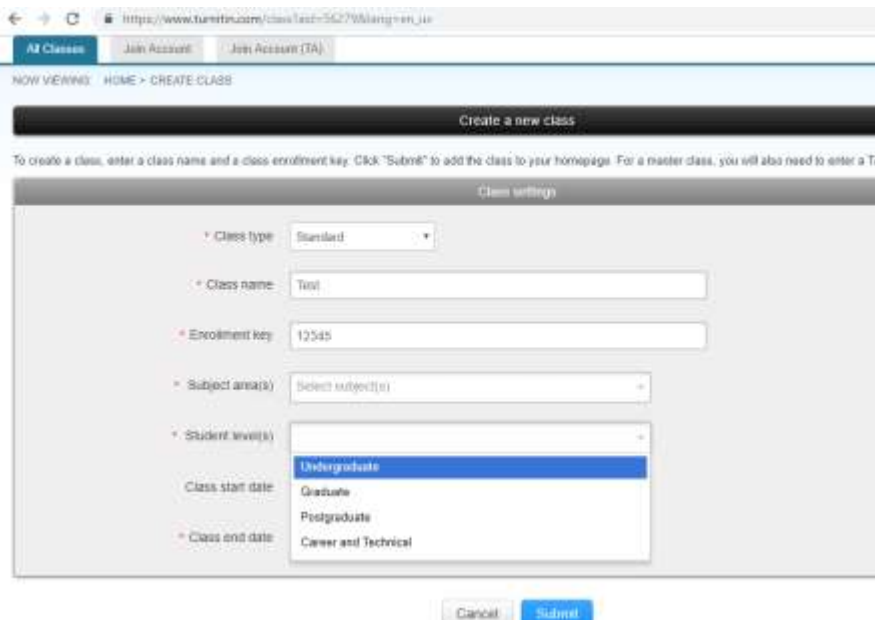 https://www.turnitin.com/
All Classes Join Account Join Account (TA)
NOW VIEWING: HOME > CREATE CLASS
Create a new class
To create a class, enter a class name and a class enrollment key. Click "Submit" to add the class to your homepage. For a master class, you will also need to enter a
Class settings
* Class type Standard
* Class name Test
* Enrollment key 12345
* Subject area(s) Select subject(s)
* Student level(s)
Undergraduate
Class start date Graduate
Postgraduate
* Class end date Career and Technical
Cancel Submit